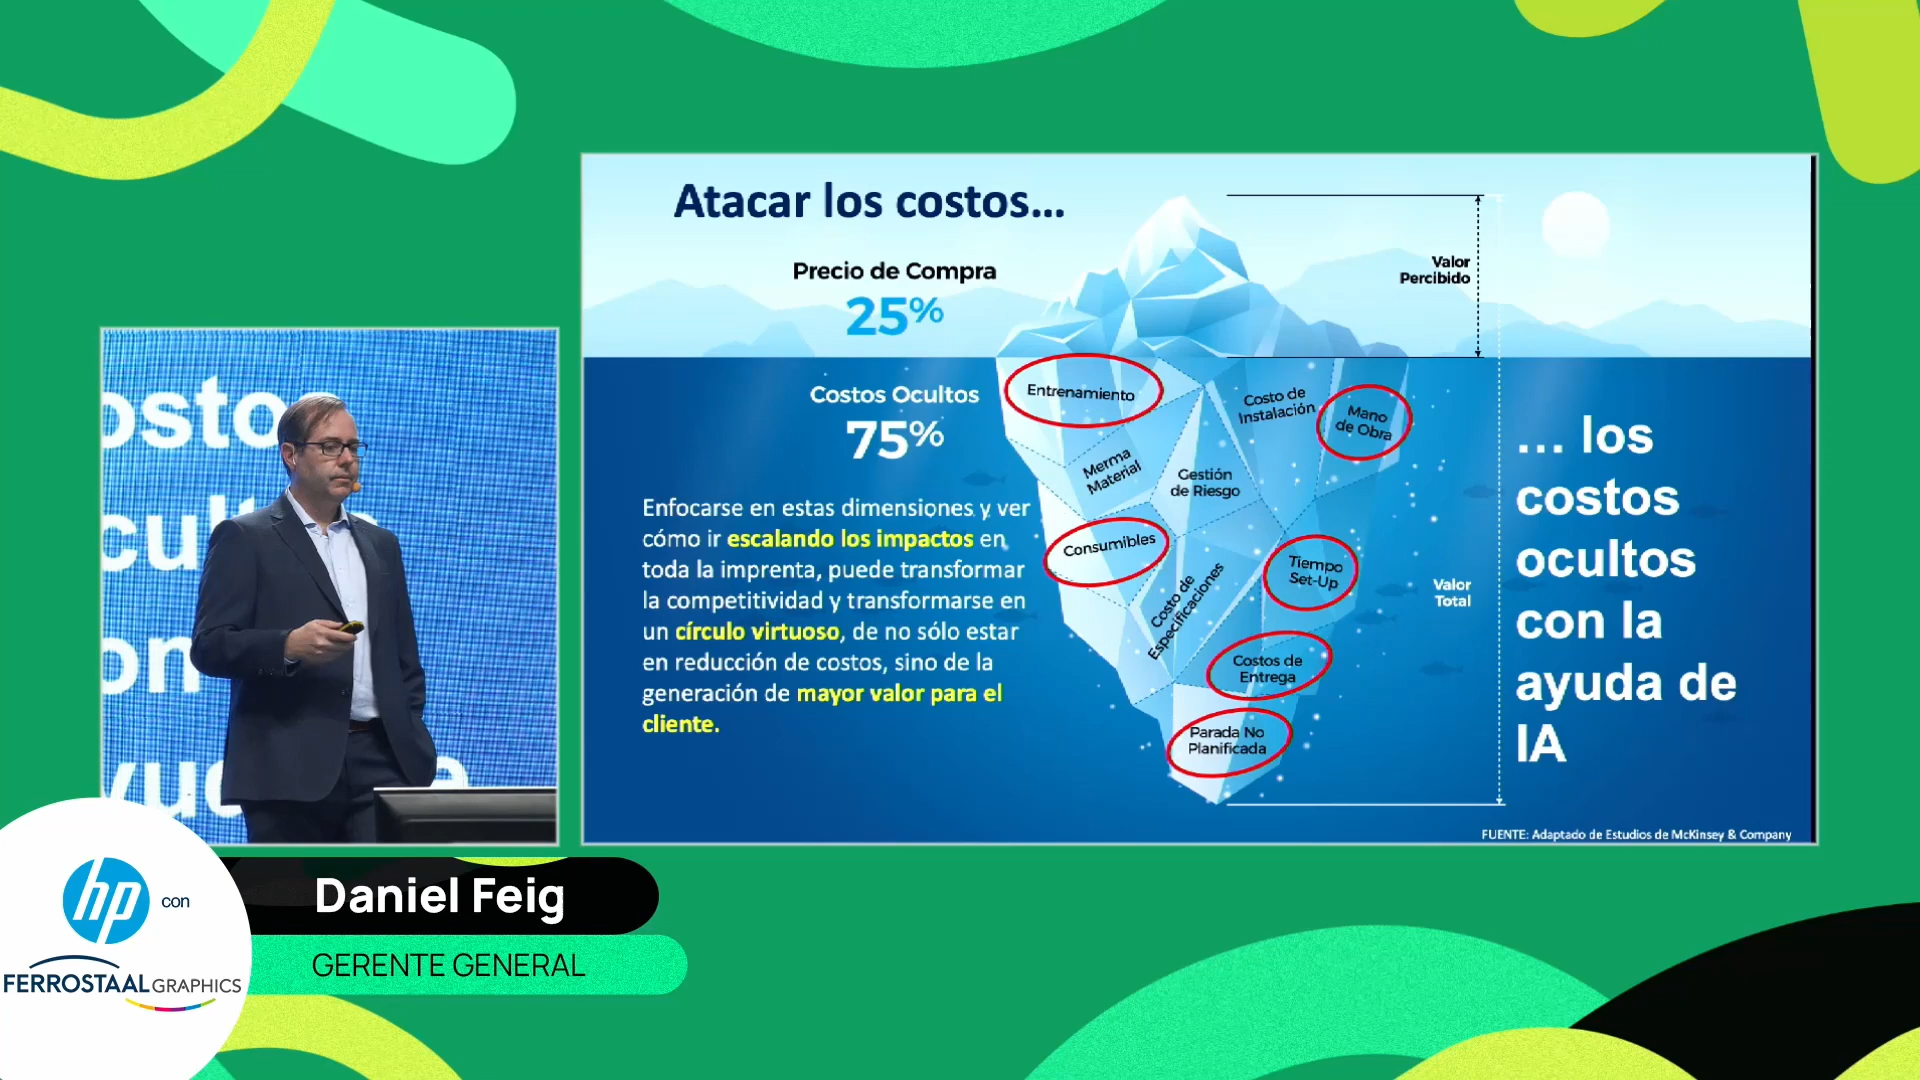 Atacar los costos...
Precio de Compra
25%
Valor
Percibido
Costos Ocultos
75%
Entrenamiento
Costo de
Instalación
Mano
de Obra
Merma
Material
Gestión
de Riesgo
Consumibles
Tiempo
Set-Up
Costo de
Especificaciones
Costos de
Entrega
Parada No
Planificada
Enfocarse en estas dimensiones y ver
cómo ir escalando los impactos en
toda la imprenta, puede transformar
la competitividad y transformarse en
un círculo virtuoso, de no sólo estar
en reducción de costos, sino de la
generación de mayor valor para el
cliente.
Valor
Total
... los
costos
ocultos
con la
ayuda de
IA
FUENTE: Adaptado de Estudios de McKinsey & Company
hp con
FERROSTAAL GRAPHICS
Daniel Feig
GERENTE GENERAL